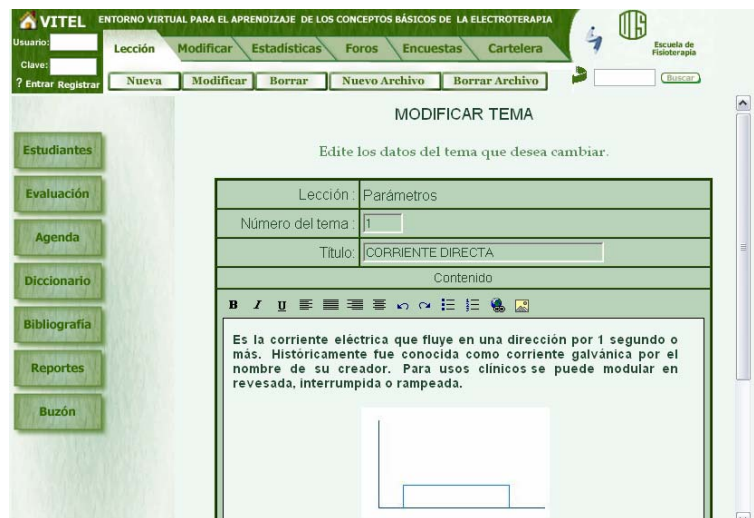 VITEL ENTORNO VIRTUAL PARA EL APRENDIZAJE DE LOS CONCEPTOS BÁSICOS DE LA ELECTROTERAPIA
Usuario:
Clave:
? Entrar Registrar
Lección Modificar Estadísticas Foros Encuestas Cartelera
UIS
Escuela de
Fisioterapia
Nueva Modificar Borrar Nuevo Archivo Borrar Archivo
Buscar
Estudiantes
Evaluación
Agenda
Diccionario
Bibliografía
Reportes
Buzón
MODIFICAR TEMA
Edite los datos del tema que desea cambiar.
Lección : Parámetros
Número del tema : 1
Título: CORRIENTE DIRECTA
Contenido
B I U
Es la corriente eléctrica que fluye en una dirección por 1 segundo o
más. Históricamente fue conocida como corriente galvánica por el
nombre de su creador. Para usos clínicos se puede modular en
revesada, interrumpida o rampeada.